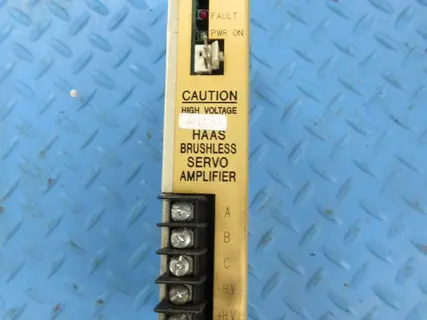 FAULT
PWR ON
CAUTION
HIGH VOLTAGE
HAAS
BRUSHLESS
SERVO
AMPLIFIER
A
B
C
-H.V.
+H.V.